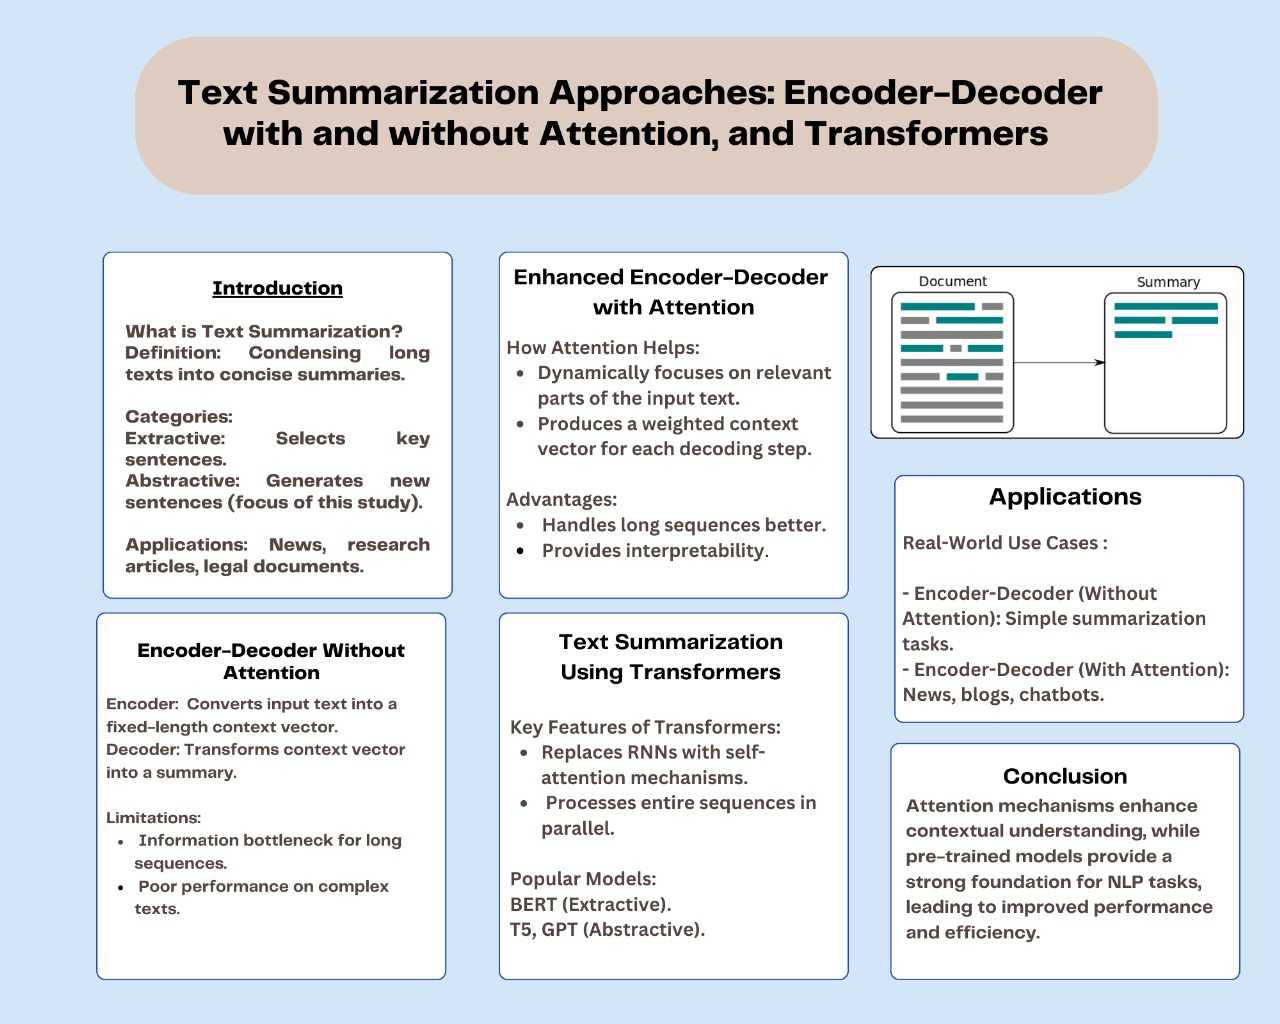 Text Summarization Approaches: Encoder-Decoder
with and without Attention, and Transformers
Introduction
What is Text Summarization?
Definition: Condensing long
texts into concise summaries.
Categories:
Extractive: Selects key
sentences.
Abstractive: Generates new
sentences (focus of this study).
Applications: News, research
articles, legal documents.
Encoder-Decoder Without
Attention
Encoder: Converts input text into a
fixed-length context vector.
Decoder: Transforms context vector
into a summary.
Limitations:
• Information bottleneck for long
sequences.
• Poor performance on complex
texts.
Enhanced Encoder-Decoder
with Attention
How Attention Helps:
• Dynamically focuses on relevant
parts of the input text.
• Produces a weighted context
vector for each decoding step.
Advantages:
• Handles long sequences better.
• Provides interpretability.
Text Summarization
Using Transformers
Key Features of Transformers:
• Replaces RNNs with self-
attention mechanisms.
• Processes entire sequences in
parallel.
Popular Models:
BERT (Extractive).
T5, GPT (Abstractive).
Document
Summary
Applications
Real-World Use Cases :
- Encoder-Decoder (Without
Attention): Simple summarization
tasks.
- Encoder-Decoder (With Attention):
News, blogs, chatbots.
Conclusion
Attention mechanisms enhance
contextual understanding, while
pre-trained models provide a
strong foundation for NLP tasks,
leading to improved performance
and efficiency.